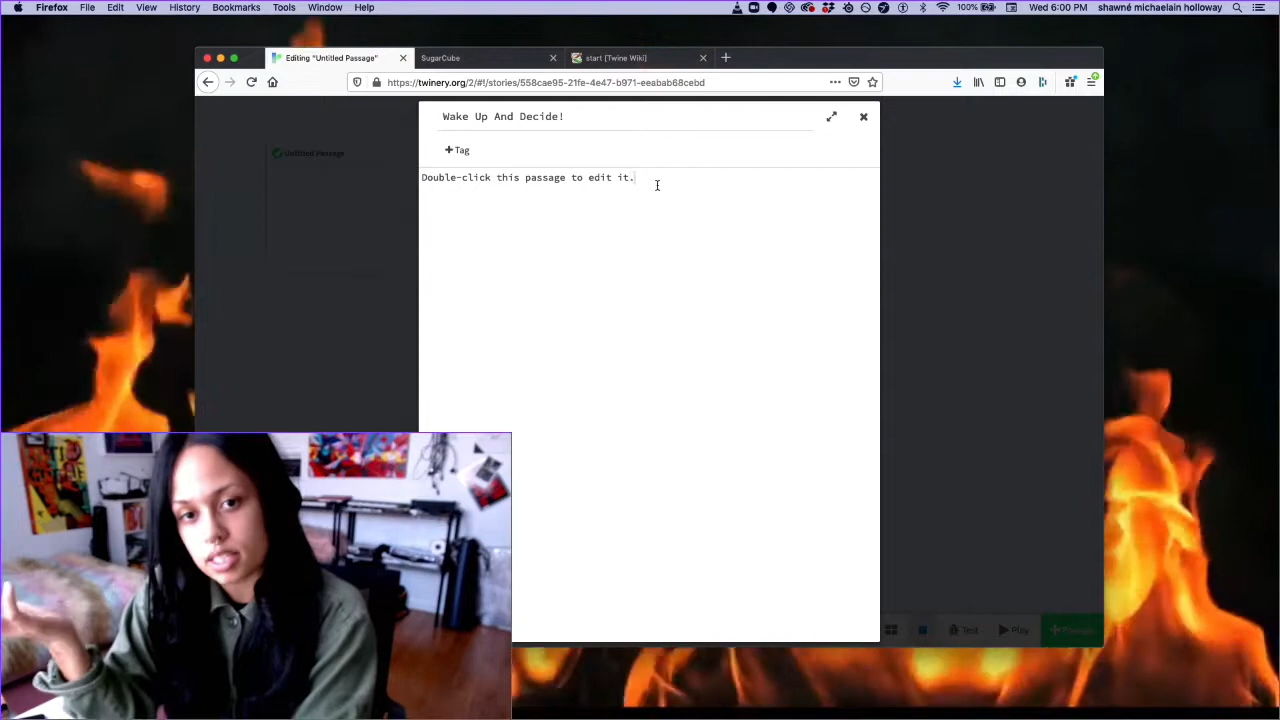 Firefox File Edit View History Bookmarks Tools Window Help 100% Wed 6:00 PM shawné michaelain holloway
Editing "Untitled Passage" SugarCube start [Twine Wiki]
https://twinery.org/2/#!/stories/558cae95-21fe-4e47-b971-eeabab68cebd
Wake Up And Decide!
+Tag
Untitled Passage
Double-click this passage to edit it.
Test Play +Passage